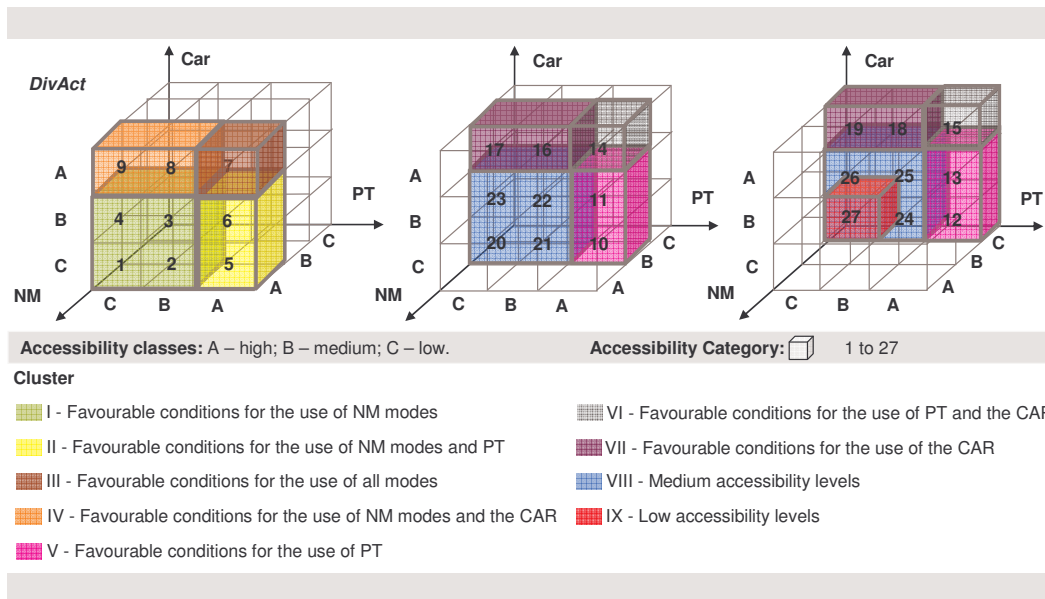 Car Car Car
DivAct
9 8 7 17 16 14 19 18 15
A A A
PT PT PT
4 3 6 23 22 11 26 25 13
B B B
1 2 5 20 21 10 27 24 12
C C C
C B A C B C B
NM NM NM
C B A A C B A A C B A A
Accessibility classes: A – high; B – medium; C – low. Accessibility Category: 1 to 27
Cluster
I - Favourable conditions for the use of NM modes
II - Favourable conditions for the use of NM modes and PT
III - Favourable conditions for the use of all modes
IV - Favourable conditions for the use of NM modes and the CAR
V - Favourable conditions for the use of PT
VI - Favourable conditions for the use of PT and the CAR
VII - Favourable conditions for the use of the CAR
VIII - Medium accessibility levels
IX - Low accessibility levels